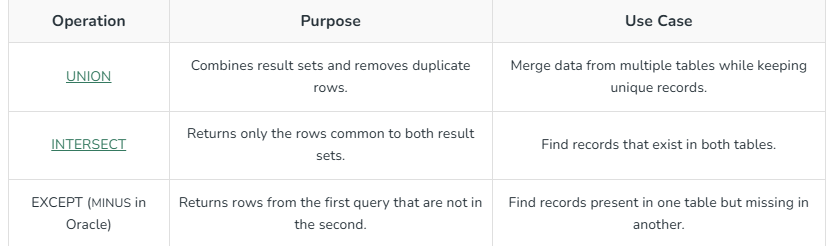 Operation
Purpose
Use Case
UNION
Combines result sets and removes duplicate
rows.
Merge data from multiple tables while keeping
unique records.
INTERSECT
Returns only the rows common to both result
sets.
Find records that exist in both tables.
EXCEPT (MINUS in
Oracle)
Returns rows from the first query that are not in
the second.
Find records present in one table but missing in
another.